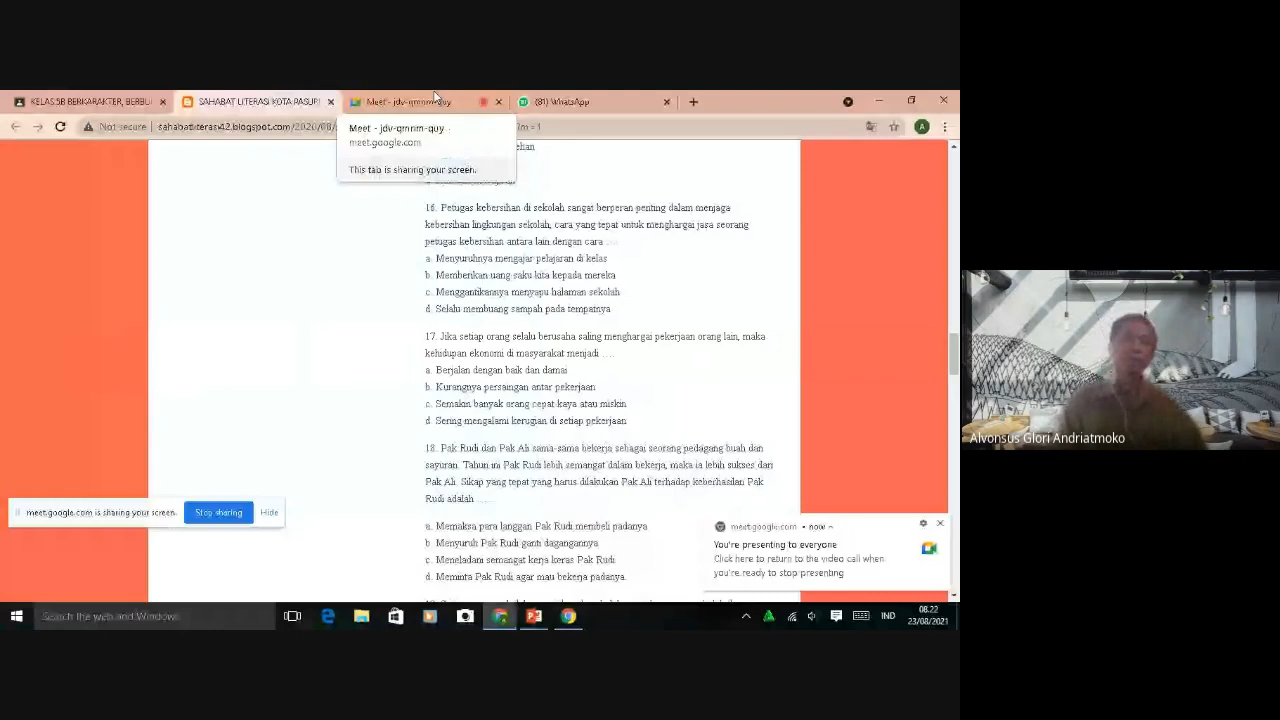 KELAS 5B BERKARAKTER, BERBU
SAHABAT LITERASI KOTA PASUR
Meet - jdv-qmnm-quy
(81) WhatsApp
Not secure
sahabatliterasi42.blogspot.com/2020/08/
m=1
Meet - jdv-qmnm-quy
meet.google.com
This tab is sharing your screen.
16. Petugas kebersihan di sekolah sangat berperan penting dalam menjaga
kebersihan lingkungan sekolah, cara yang tepat untuk menghargai jasa seorang
petugas kebersihan antara lain dengan cara ....
a. Menyuruhnya mengajar pelajaran di kelas
b. Memberikan uang saku kita kepada mereka
c. Menggantikannya menyapu halaman sekolah
d. Selalu membuang sampah pada tempatnya
17. Jika setiap orang selalu berusaha saling menghargai pekerjaan orang lain, maka
kehidupan ekonomi di masyarakat menjadi ....
a. Berjalan dengan baik dan damai
b. Kurangnya persaingan antar pekerjaan
c. Semakin banyak orang cepat kaya atau miskin
d. Sering mengalami kerugian di setiap pekerjaan
18. Pak Rudi dan Pak Ali sama-sama bekerja sebagai seorang pedagang buah dan
sayuran. Tahun ini Pak Rudi lebih semangat dalam bekerja, maka ia lebih sukses dari
Pak Ali. Sikap yang tepat yang harus dilakukan Pak Ali terhadap keberhasilan Pak
Rudi adalah .....
a. Memaksa para langgan Pak Rudi membeli padanya
b. Menyuruh Pak Rudi ganti dagangannya
c. Meneladani semangat kerja keras Pak Rudi
d. Meminta Pak Rudi agar mau bekerja padanya.
meet.google.com is sharing your screen.
Stop sharing
Hide
meet.google.com • now
You're presenting to everyone
Click here to return to the video call when
you're ready to stop presenting
Alvonsus Glori Andriatmoko
Search the web and Windows
IND
08.22
23/08/2021